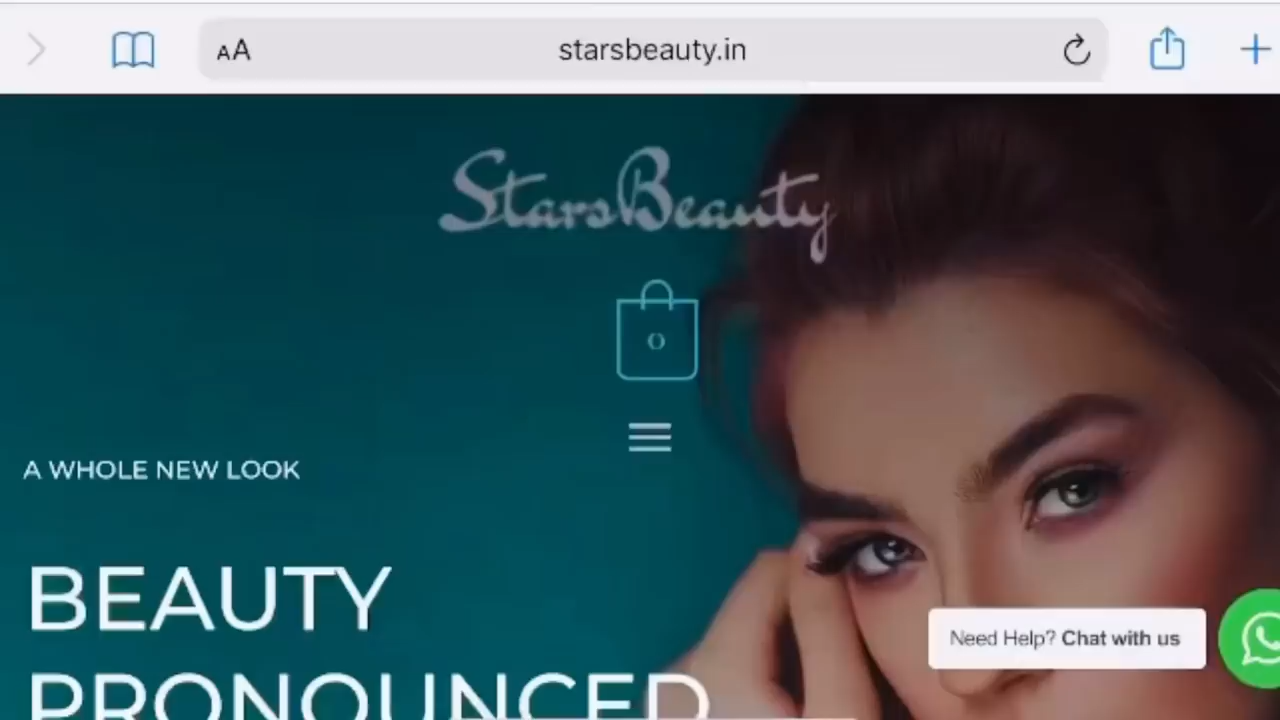 AA
starsbeauty.in
StarsBeauty
0
A WHOLE NEW LOOK
BEAUTY
PRONOUNCED
Need Help? Chat with us